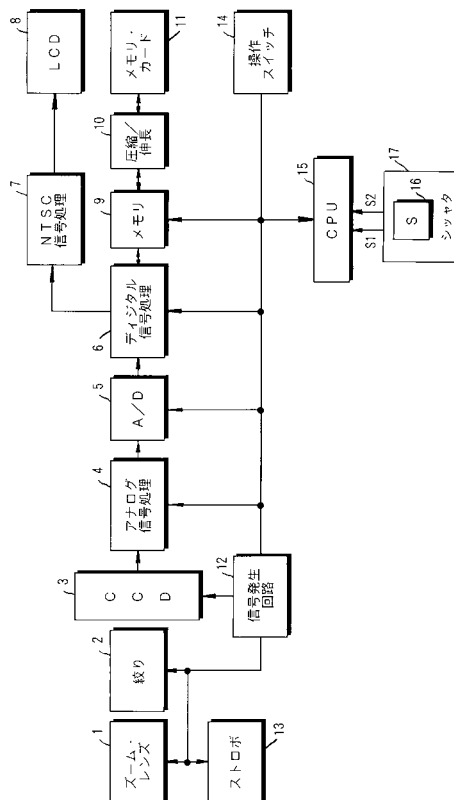 1
ズーム・
レンズ
2
絞り
3
CCD
4
アナログ
信号処理
5
A/D
6
ディジタル
信号処理
7
NTSC
信号処理
8
LCD
9
メモリ
10
圧縮/
伸長
11
メモリ・
カード
12
信号発生
回路
13
ストロボ
14
操作
スイッチ
15
CPU
S1
S2
16
S
17
シッャタ